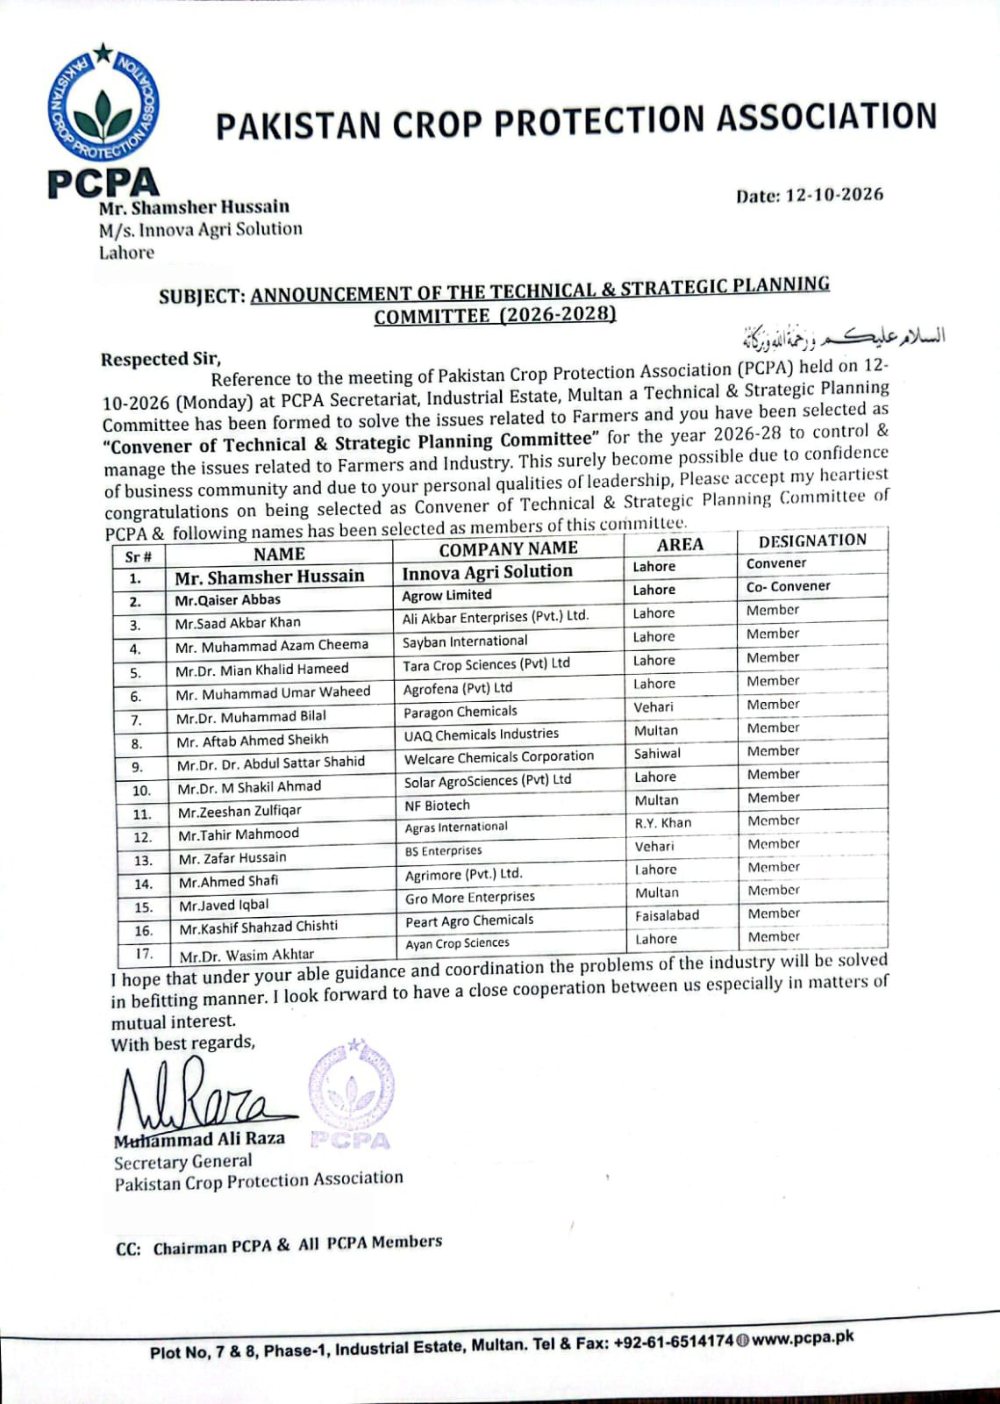 PAKISTAN CROP PROTECTION ASSOCIATION
PAKISTAN CROP PROTECTION ASSOCIATION
PCPA
Date: 12-10-2026
Mr. Shamsher Hussain
M/s. Innova Agri Solution
Lahore
SUBJECT: ANNOUNCEMENT OF THE TECHNICAL & STRATEGIC PLANNING
COMMITTEE (2026-2028)
السلام علیکم ورحمۃ اللہ وبرکاتہ
Respected Sir,
Reference to the meeting of Pakistan Crop Protection Association (PCPA) held on 12-
10-2026 (Monday) at PCPA Secretariat, Industrial Estate, Multan a Technical & Strategic Planning
Committee has been formed to solve the issues related to Farmers and you have been selected as
“Convener of Technical & Strategic Planning Committee” for the year 2026-28 to control &
manage the issues related to Farmers and Industry. This surely become possible due to confidence
of business community and due to your personal qualities of leadership, Please accept my heartiest
congratulations on being selected as Convener of Technical & Strategic Planning Committee of
PCPA & following names has been selected as members of this committee.
Sr # NAME COMPANY NAME AREA DESIGNATION
1. Mr. Shamsher Hussain Innova Agri Solution Lahore Convener
2. Mr.Qaiser Abbas Agrow Limited Lahore Co- Convener
3. Mr.Saad Akbar Khan Ali Akbar Enterprises (Pvt.) Ltd. Lahore Member
4. Mr. Muhammad Azam Cheema Sayban International Lahore Member
5. Mr.Dr. Mian Khalid Hameed Tara Crop Sciences (Pvt) Ltd Lahore Member
6. Mr. Muhammad Umar Waheed Agrofena (Pvt) Ltd Lahore Member
7. Mr.Dr. Muhammad Bilal Paragon Chemicals Vehari Member
8. Mr. Aftab Ahmed Sheikh UAQ Chemicals Industries Multan Member
9. Mr.Dr. Dr. Abdul Sattar Shahid Welcare Chemicals Corporation Sahiwal Member
10. Mr.Dr. M Shakil Ahmad Solar AgroSciences (Pvt) Ltd Lahore Member
11. Mr.Zeeshan Zulfiqar NF Biotech Multan Member
12. Mr.Tahir Mahmood Agras International R.Y. Khan Member
13. Mr. Zafar Hussain BS Enterprises Vehari Member
14. Mr.Ahmed Shafi Agrimore (Pvt.) Ltd. Lahore Member
15. Mr.Javed Iqbal Gro More Enterprises Multan Member
16. Mr.Kashif Shahzad Chishti Peart Agro Chemicals Faisalabad Member
17. Mr.Dr. Wasim Akhtar Ayan Crop Sciences Lahore Member
I hope that under your able guidance and coordination the problems of the industry will be solved
in befitting manner. I look forward to have a close cooperation between us especially in matters of
mutual interest.
With best regards,
PCPA
Muhammad Ali Raza
Secretary General
Pakistan Crop Protection Association
CC: Chairman PCPA & All PCPA Members
Plot No, 7 & 8, Phase-1, Industrial Estate, Multan. Tel & Fax: +92-61-6514174 www.pcpa.pk